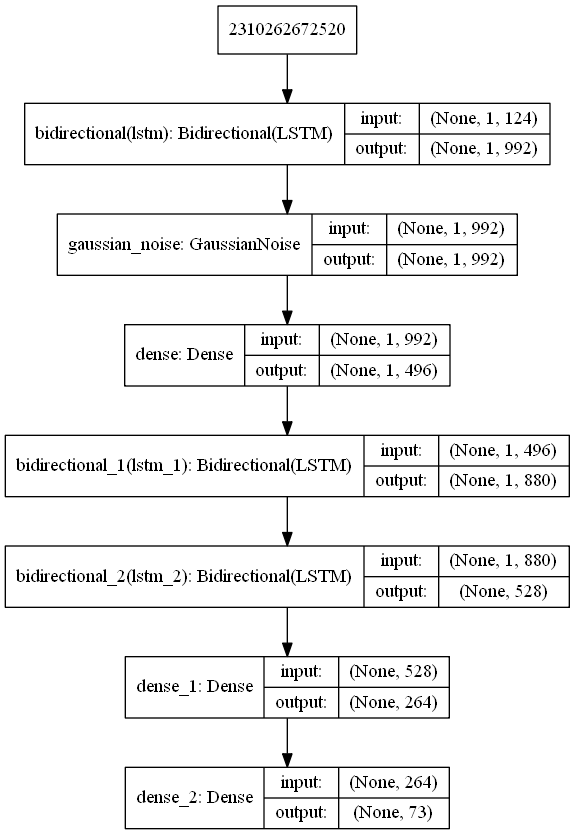 2310262672520
bidirectional(lstm): Bidirectional(LSTM)
input: (None, 1, 124)
output: (None, 1, 992)
gaussian_noise: GaussianNoise
input: (None, 1, 992)
output: (None, 1, 992)
dense: Dense
input: (None, 1, 992)
output: (None, 1, 496)
bidirectional_1(lstm_1): Bidirectional(LSTM)
input: (None, 1, 496)
output: (None, 1, 880)
bidirectional_2(lstm_2): Bidirectional(LSTM)
input: (None, 1, 880)
output: (None, 528)
dense_1: Dense
input: (None, 528)
output: (None, 264)
dense_2: Dense
input: (None, 264)
output: (None, 73)